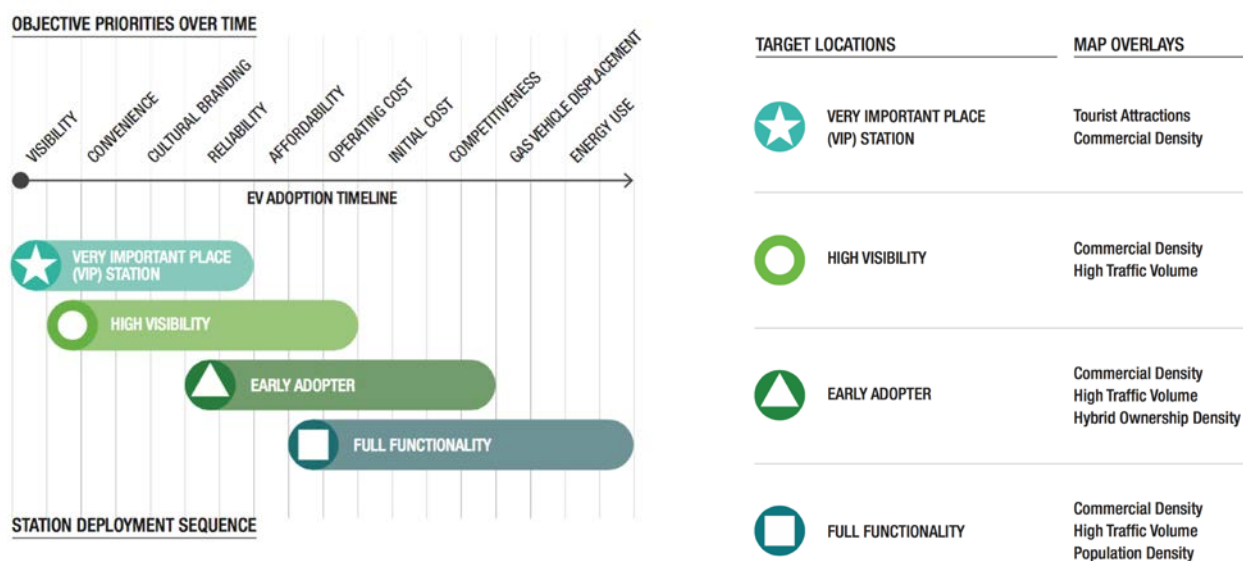 OBJECTIVE PRIORITIES OVER TIME
VISIBILITY
CONVENIENCE
CULTURAL BRANDING
RELIABILITY
AFFORDABILITY
OPERATING COST
INITIAL COST
COMPETITIVENESS
GAS VEHICLE DISPLACEMENT
ENERGY USE
EV ADOPTION TIMELINE
VERY IMPORTANT PLACE
(VIP) STATION
HIGH VISIBILITY
EARLY ADOPTER
FULL FUNCTIONALITY
STATION DEPLOYMENT SEQUENCE
TARGET LOCATIONS
MAP OVERLAYS
VERY IMPORTANT PLACE
(VIP) STATION
Tourist Attractions
Commercial Density
HIGH VISIBILITY
Commercial Density
High Traffic Volume
EARLY ADOPTER
Commercial Density
High Traffic Volume
Hybrid Ownership Density
FULL FUNCTIONALITY
Commercial Density
High Traffic Volume
Population Density